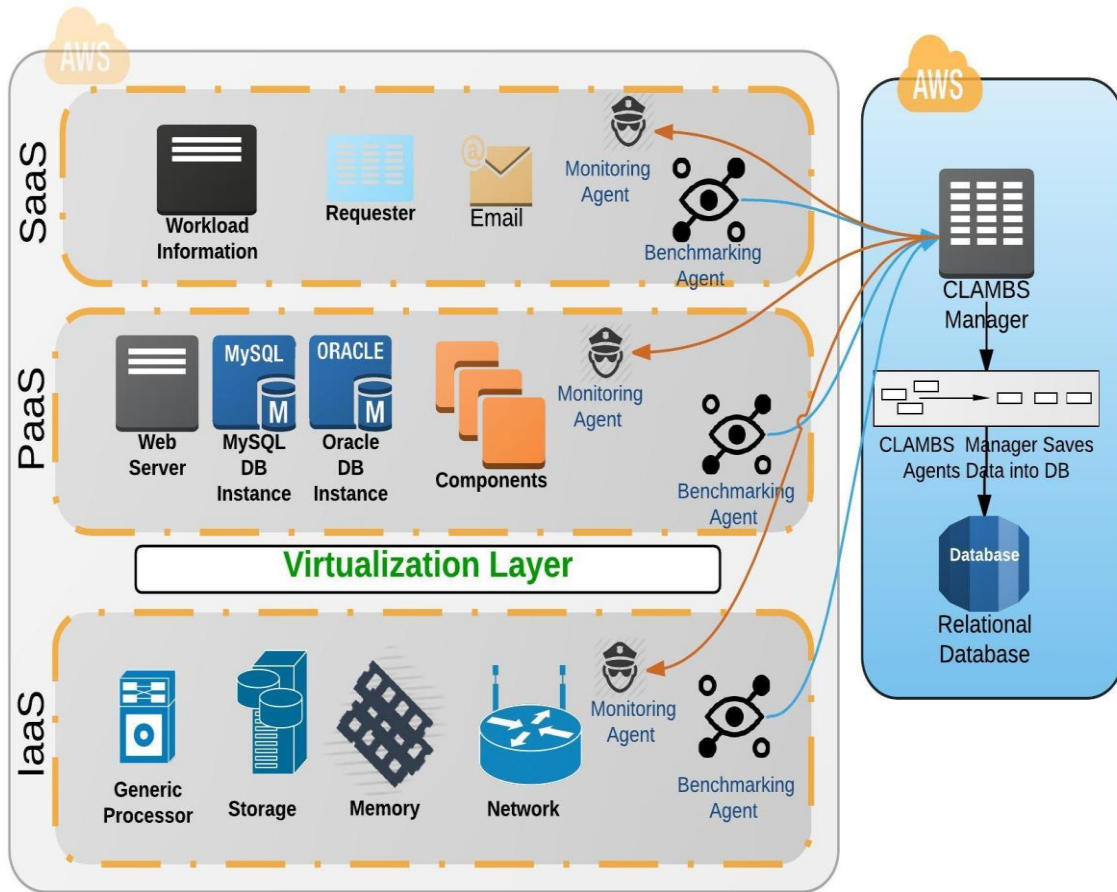 AWS
SaaS
Workload
Information
Requester
@
Email
Monitoring
Agent
Benchmarking
Agent
PaaS
Web
Server
MySQL
M
MySQL
DB
Instance
ORACLE
M
Oracle
DB
Instance
Components
Monitoring
Agent
Benchmarking
Agent
Virtualization Layer
IaaS
Generic
Processor
Storage
Memory
Network
Monitoring
Agent
Benchmarking
Agent
AWS
CLAMBS
Manager
CLAMBS Manager Saves
Agents Data into DB
Database
Relational
Database